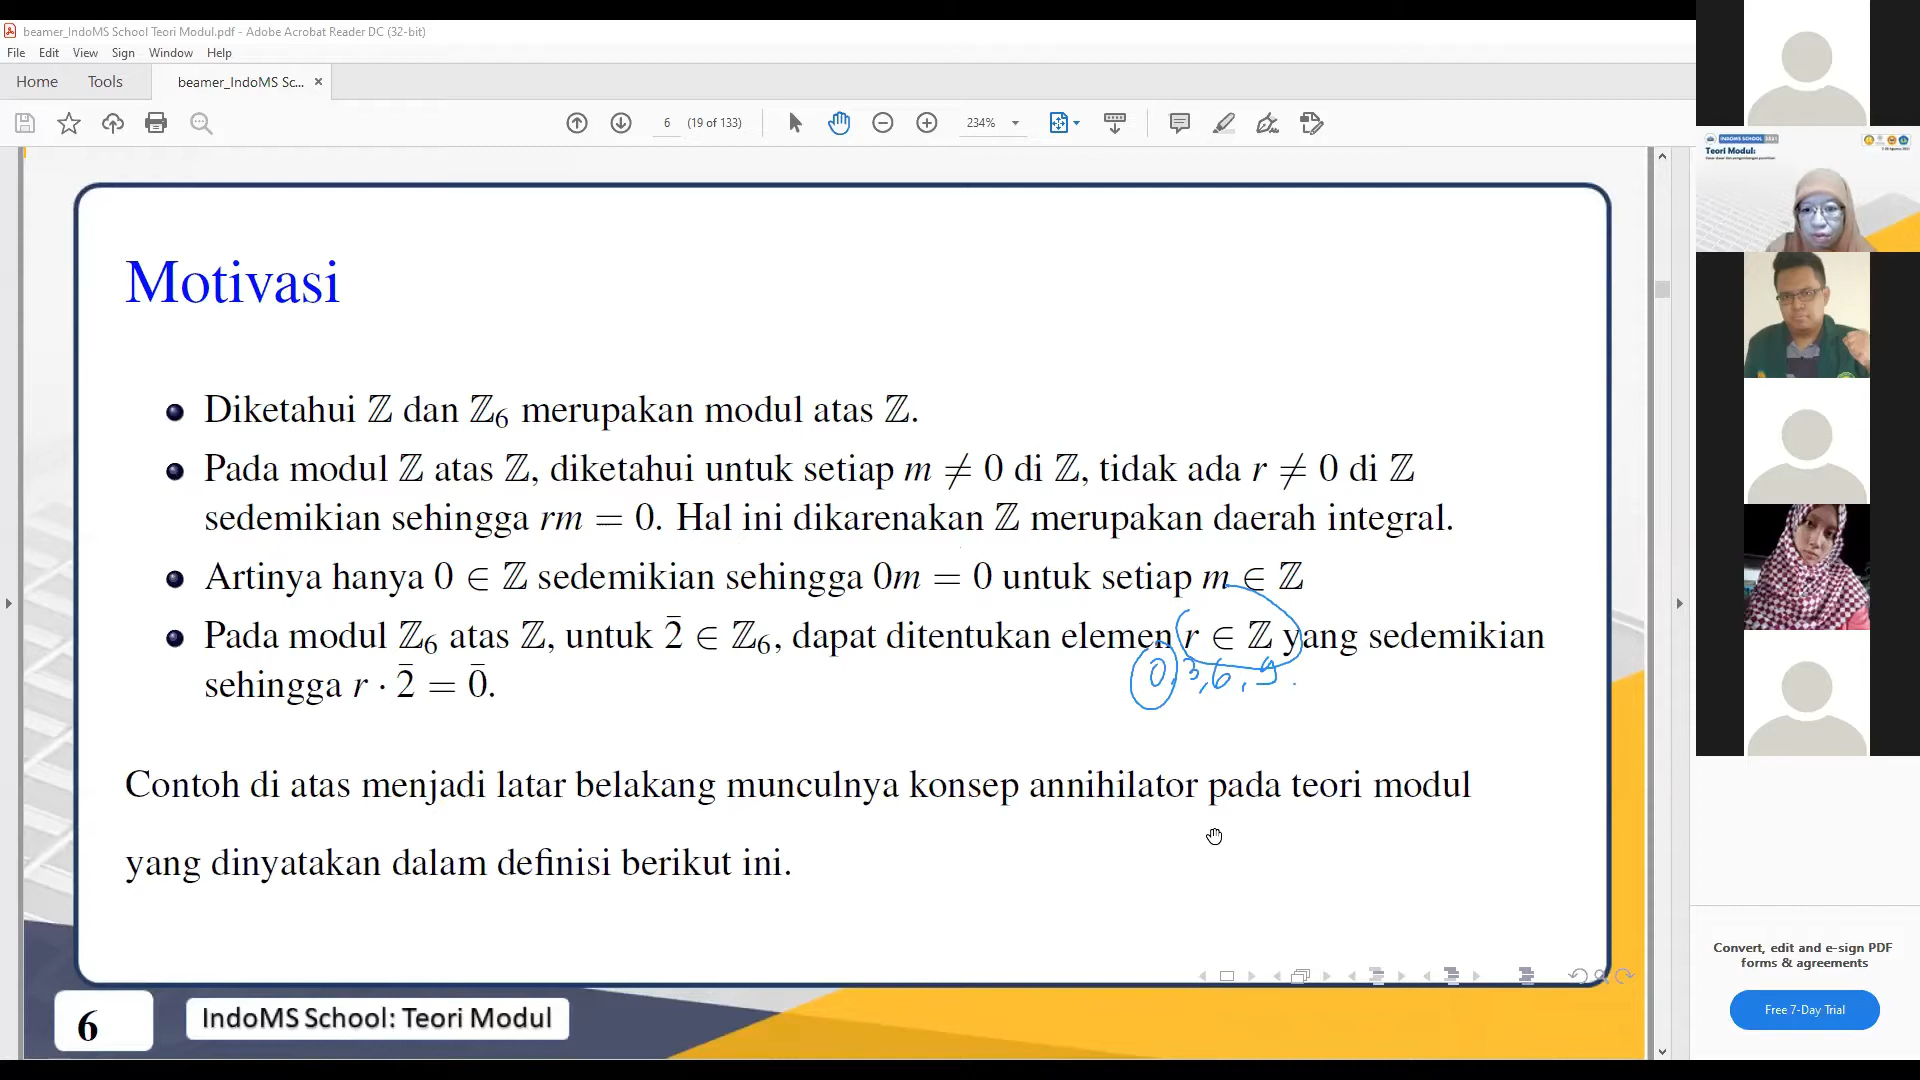 beamer_IndoMS School Teori Modul.pdf - Adobe Acrobat Reader DC (32-bit)
File Edit View Sign Window Help
Home Tools beamer_IndoMS Sc... ×
6 (19 of 133) 234%
INDOMS SCHOOL 2021
Teori Modul:
Motivasi
Diketahui ℤ dan ℤ₆ merupakan modul atas ℤ.
Pada modul ℤ atas ℤ, diketahui untuk setiap m ≠ 0 di ℤ, tidak ada r ≠ 0 di ℤ
sedemikian sehingga rm = 0. Hal ini dikarenakan ℤ merupakan daerah integral.
Artinya hanya 0 ∈ ℤ sedemikian sehingga 0m = 0 untuk setiap m ∈ ℤ
Pada modul ℤ₆ atas ℤ, untuk 2̄ ∈ ℤ₆, dapat ditentukan elemen r ∈ ℤ yang sedemikian
sehingga r · 2̄ = 0̄.
0, 3, 6, 9.
Contoh di atas menjadi latar belakang munculnya konsep annihilator pada teori modul
yang dinyatakan dalam definisi berikut ini.
6 IndoMS School: Teori Modul
Convert, edit and e-sign PDF
forms & agreements
Free 7-Day Trial